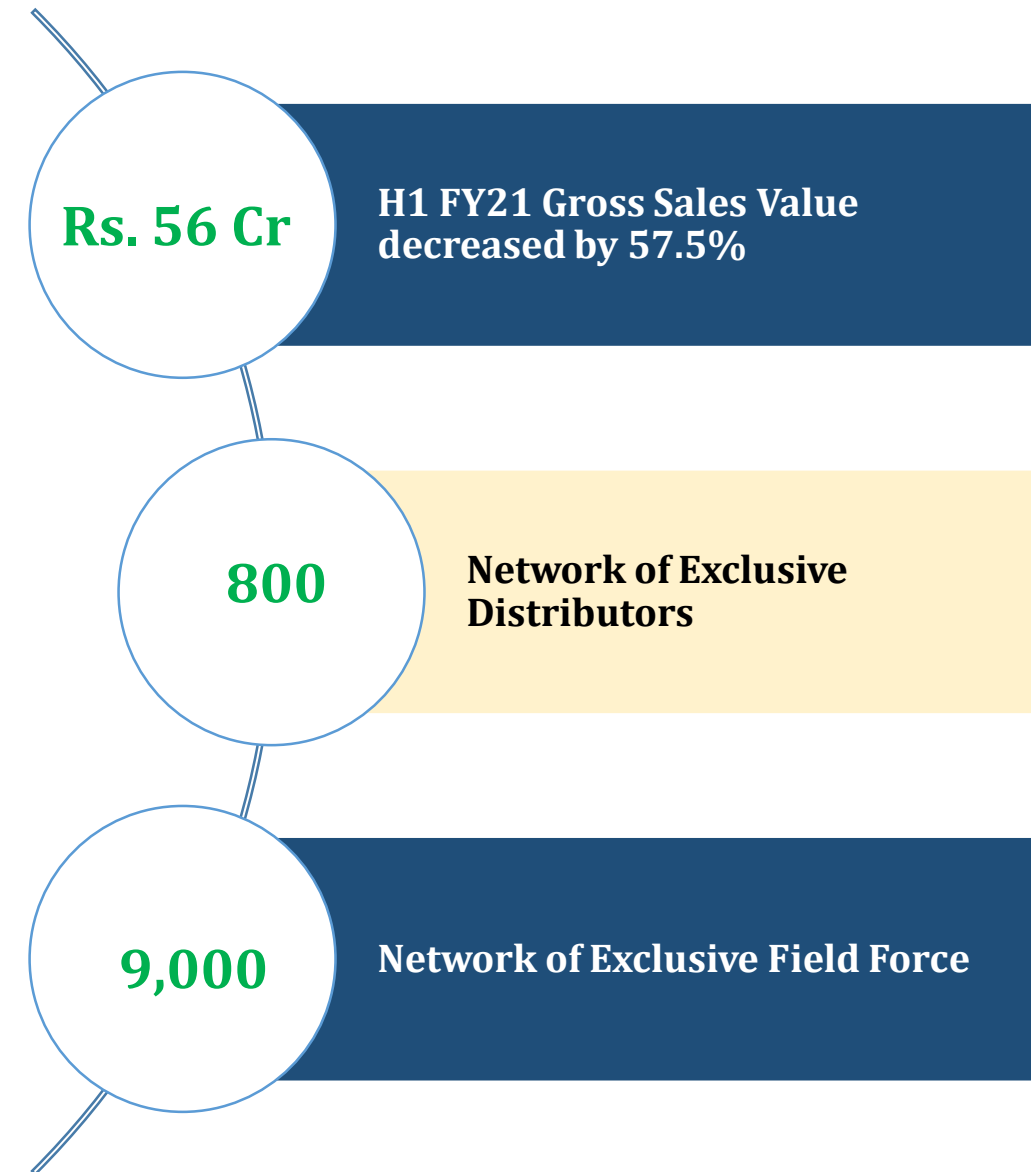 Rs. 56 Cr
H1 FY21 Gross Sales Value
decreased by 57.5%
800
Network of Exclusive
Distributors
9,000
Network of Exclusive Field Force